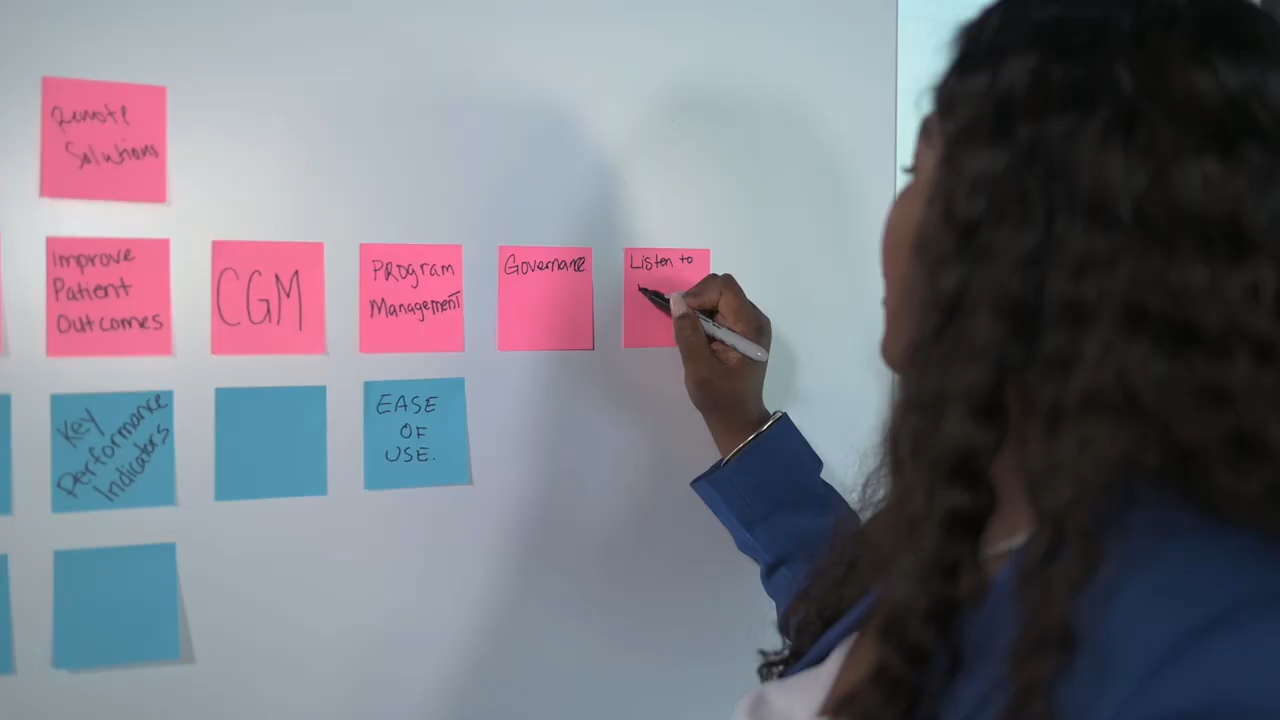 Remote
Solutions
Improve
Patient
Outcomes
CGM
PROgram
Management
Governance
Listen to
Key
Performance
Indicators
EASE
OF
USE.